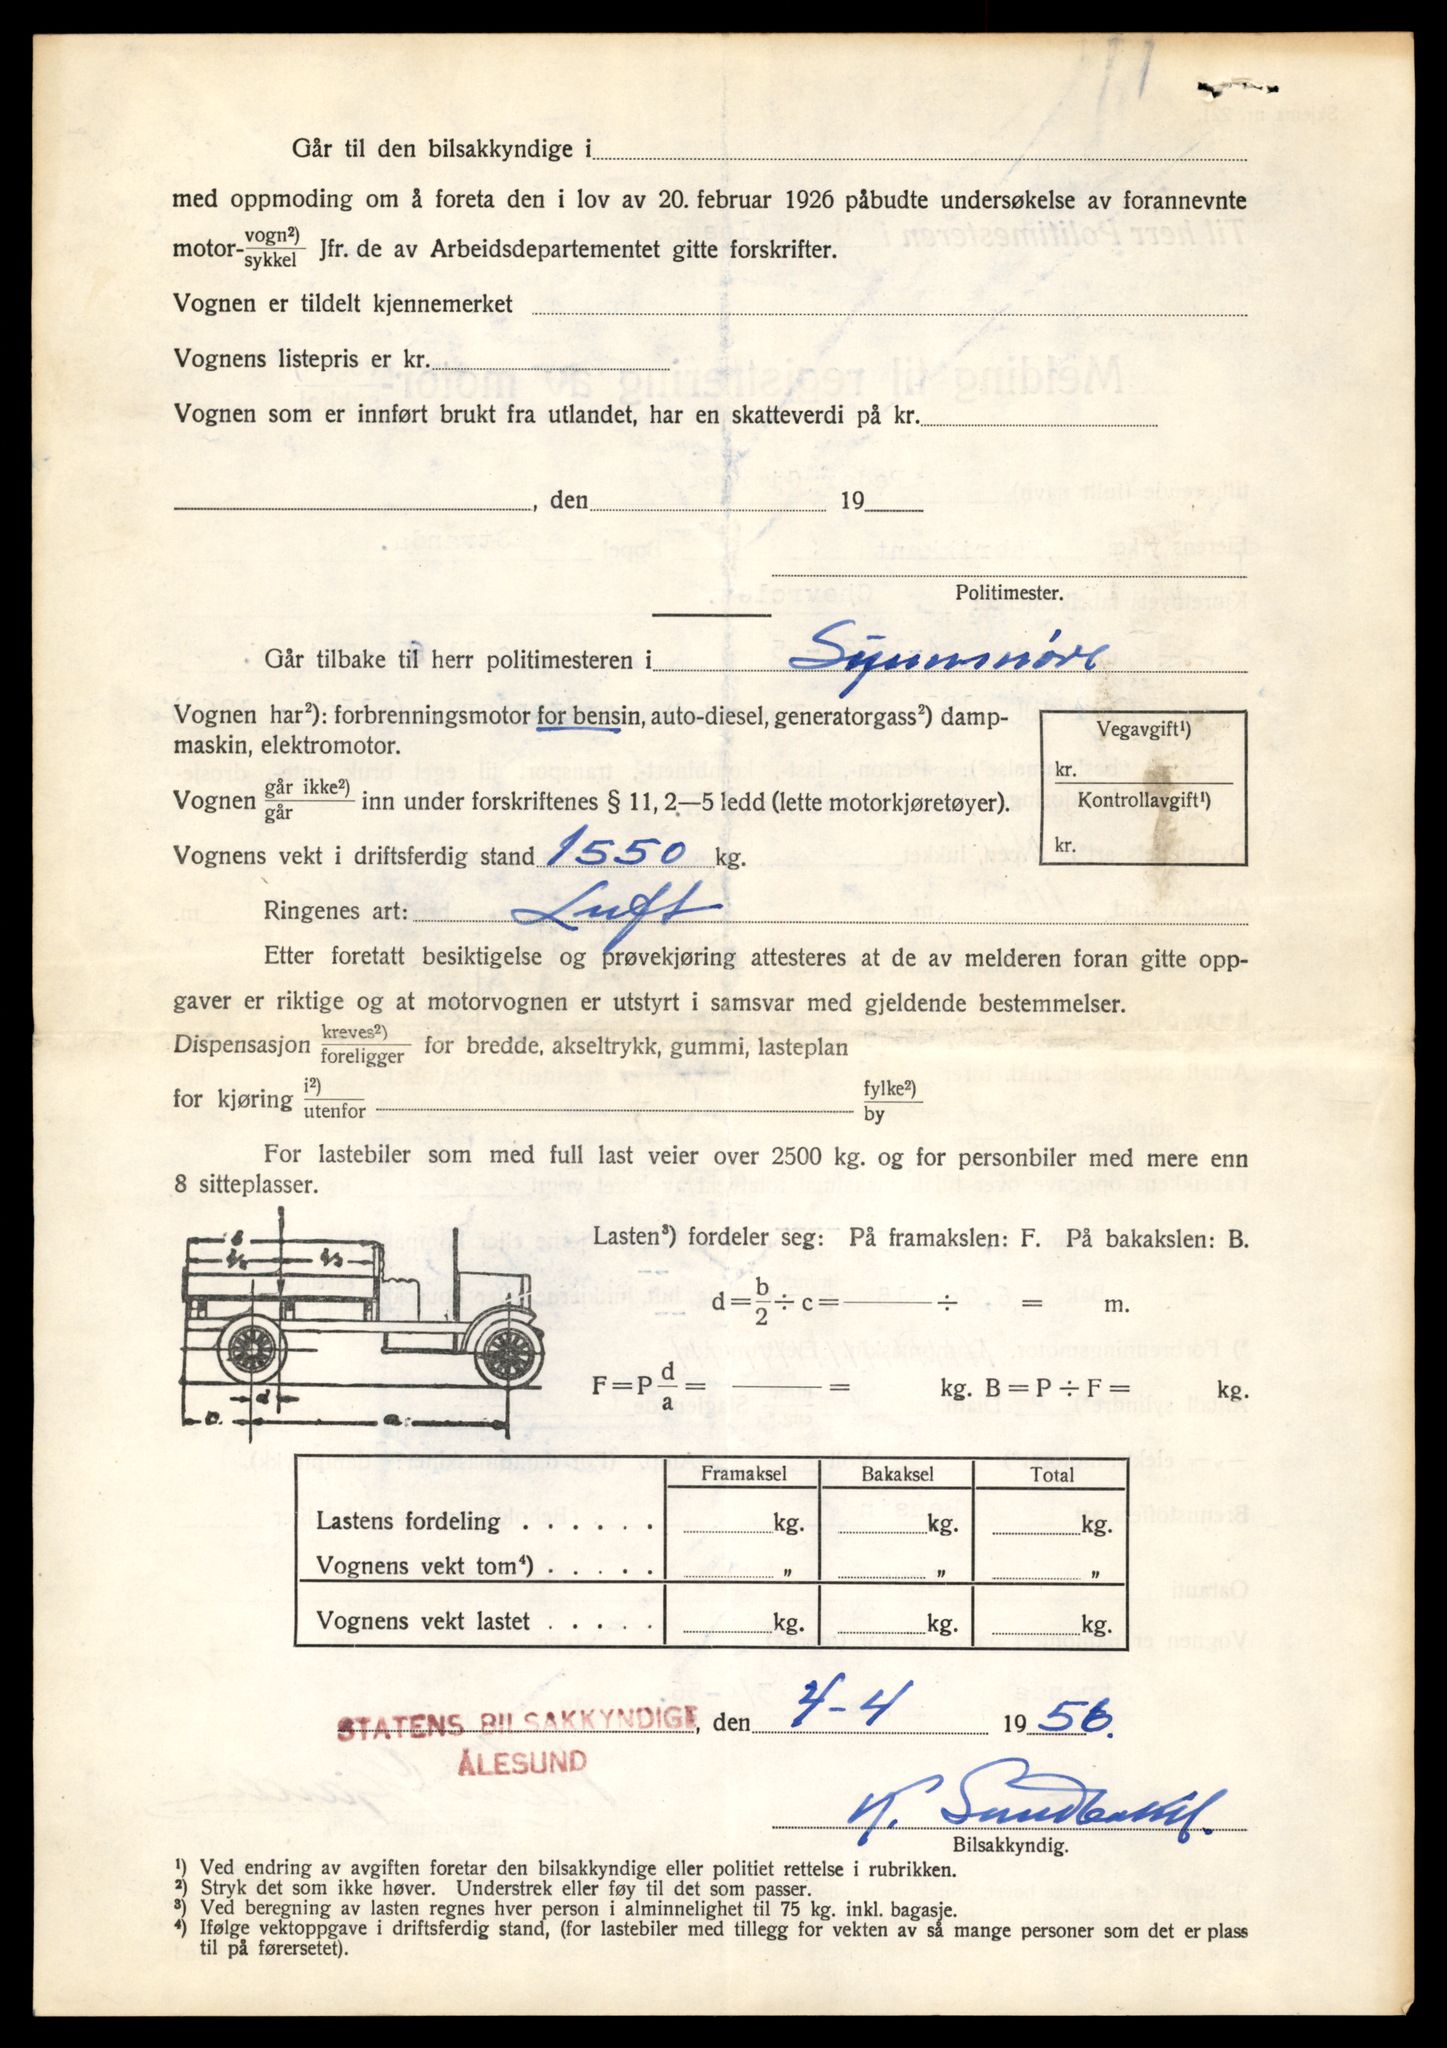 Går til den bilsakkyndige i
med oppmoding om å foreta den i lov av 20. februar 1926 påbudte undersøkelse av forannevnte
motor-vogn²)/sykkel Jfr. de av Arbeidsdepartementet gitte forskrifter.
Vognen er tildelt kjennemerket
Vognens listepris er kr.
Vognen som er innført brukt fra utlandet, har en skatteverdi på kr.
, den 19
Politimester.
Går tilbake til herr politimesteren i Sunnmøre
Vognen har²): forbrenningsmotor for bensin, auto-diesel, generatorgass²) damp-
maskin, elektromotor.
Vognen går ikke²)/går inn under forskriftenes § 11, 2—5 ledd (lette motorkjøretøyer).
Vegavgift¹)
kr.
Kontrollavgift¹)
kr.
Vognens vekt i driftsferdig stand 1550 kg.
Ringenes art: Luft
Etter foretatt besiktigelse og prøvekjøring attesteres at de av melderen foran gitte opp-
gaver er riktige og at motorvognen er utstyrt i samsvar med gjeldende bestemmelser.
Dispensasjon kreves²)/foreligger for bredde, akseltrykk, gummi, lasteplan
for kjøring i²)/utenfor fylke²)/by
For lastebiler som med full last veier over 2500 kg. og for personbiler med mere enn
8 sitteplasser.
Lasten³) fordeler seg: På framakslen: F. På bakakslen: B.
d = b/2 ÷ c = ——— ÷ = m.
F = P d/a = ——— = kg. B = P ÷ F = kg.
d
a
Framaksel Bakaksel Total
Lastens fordeling . . . . . . kg. kg. kg.
Vognens vekt tom⁴) . . . . . „ „ „
Vognens vekt lastet . . . . . kg. kg. kg.
STATENS BILSAKKYNDIGE, den 4-4 1956.
ÅLESUND
K.
Bilsakkyndig.
¹) Ved endring av avgiften foretar den bilsakkyndige eller politiet rettelse i rubrikken.
²) Stryk det som ikke høver. Understrek eller føy til det som passer.
³) Ved beregning av lasten regnes hver person i alminnelighet til 75 kg. inkl. bagasje.
⁴) Ifølge vektoppgave i driftsferdig stand, (for lastebiler med tillegg for vekten av så mange personer som det er plass
til på førersetet).